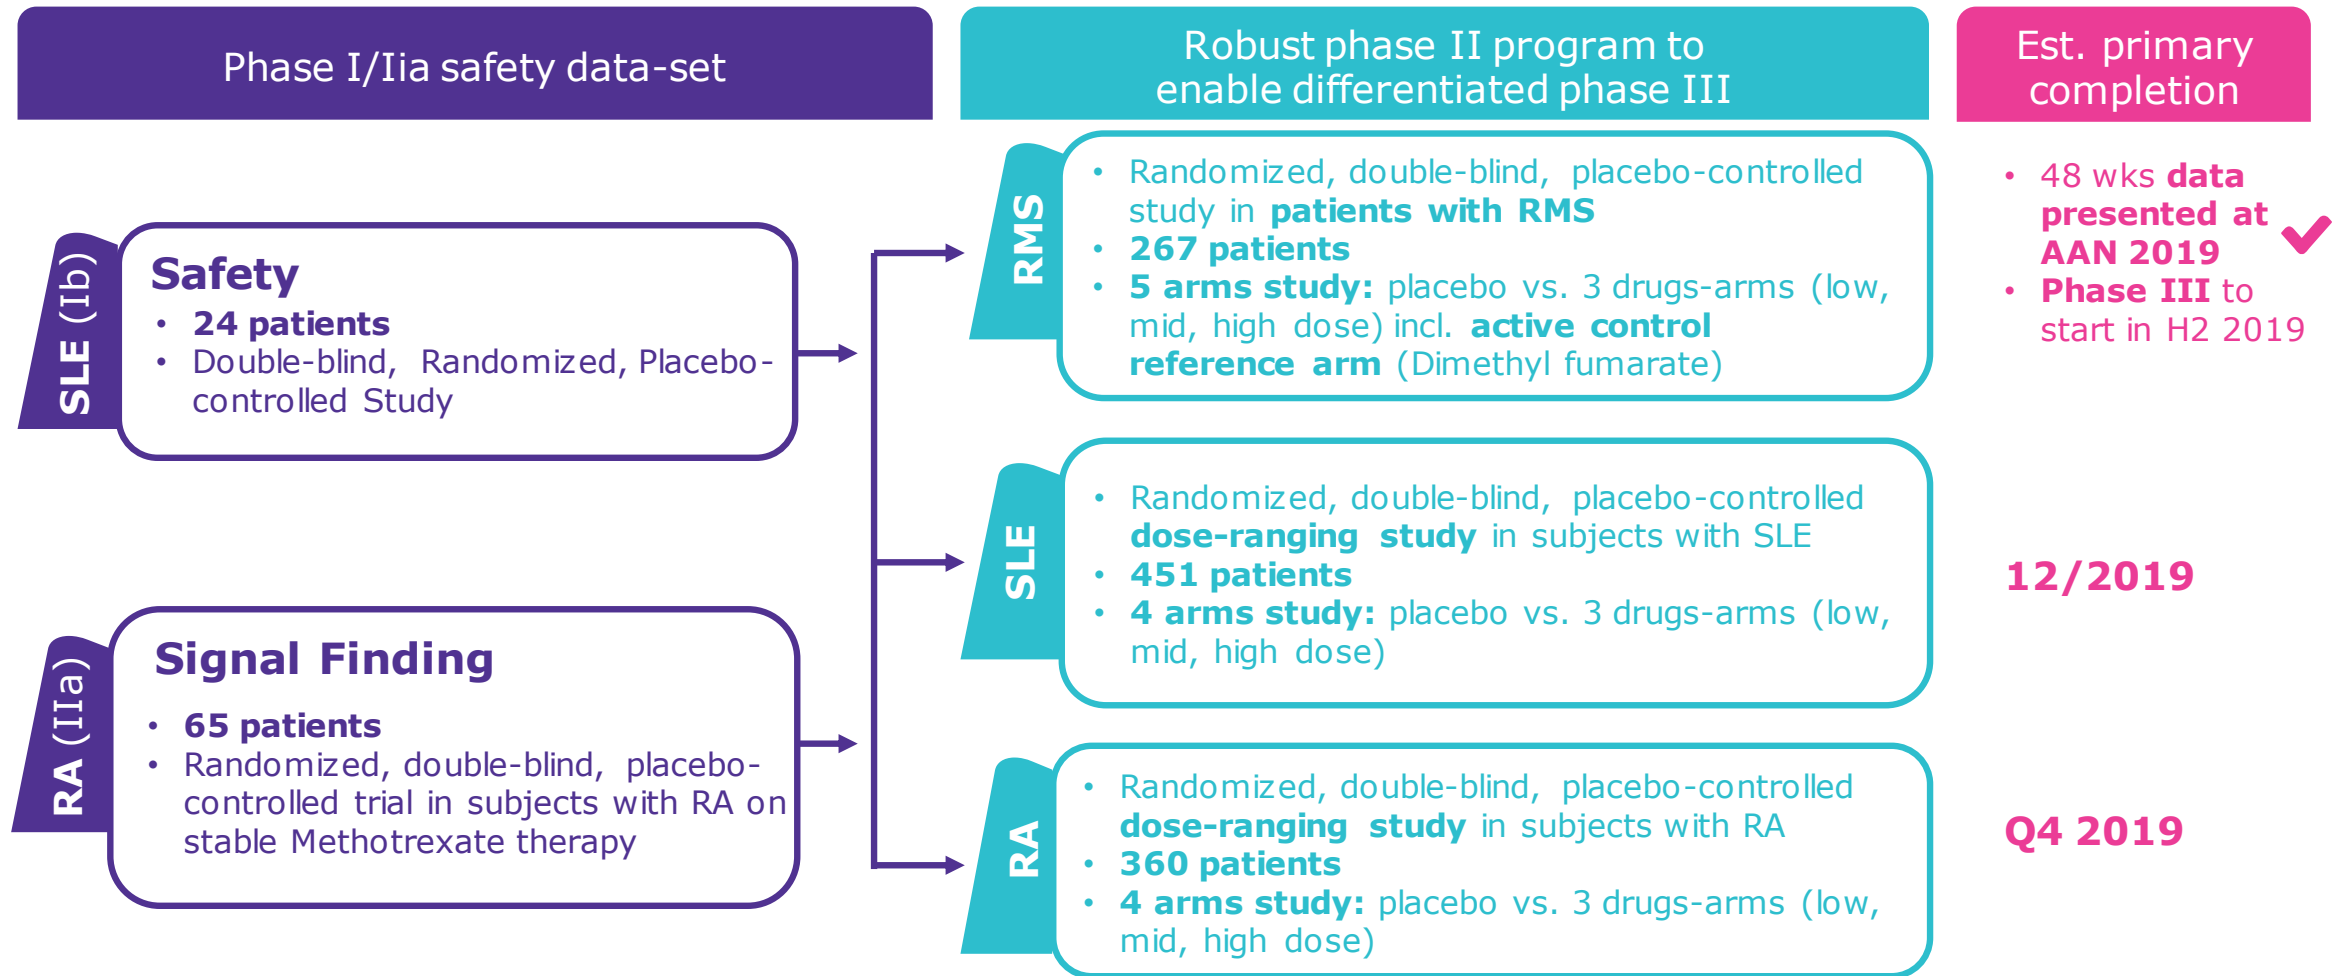 Phase I/Iia safety data-set
Robust phase II program to
enable differentiated phase III
Est. primary
completion
SLE (Ib)
Safety
• 24 patients
• Double-blind, Randomized, Placebo-
controlled Study
RA (IIa)
Signal Finding
• 65 patients
• Randomized, double-blind, placebo-
controlled trial in subjects with RA on
stable Methotrexate therapy
RMS
• Randomized, double-blind, placebo-controlled
study in patients with RMS
• 267 patients
• 5 arms study: placebo vs. 3 drugs-arms (low,
mid, high dose) incl. active control
reference arm (Dimethyl fumarate)
• 48 wks data
presented at
AAN 2019
• Phase III to
start in H2 2019
SLE
• Randomized, double-blind, placebo-controlled
dose-ranging study in subjects with SLE
• 451 patients
• 4 arms study: placebo vs. 3 drugs-arms (low,
mid, high dose)
12/2019
RA
• Randomized, double-blind, placebo-controlled
dose-ranging study in subjects with RA
• 360 patients
• 4 arms study: placebo vs. 3 drugs-arms (low,
mid, high dose)
Q4 2019